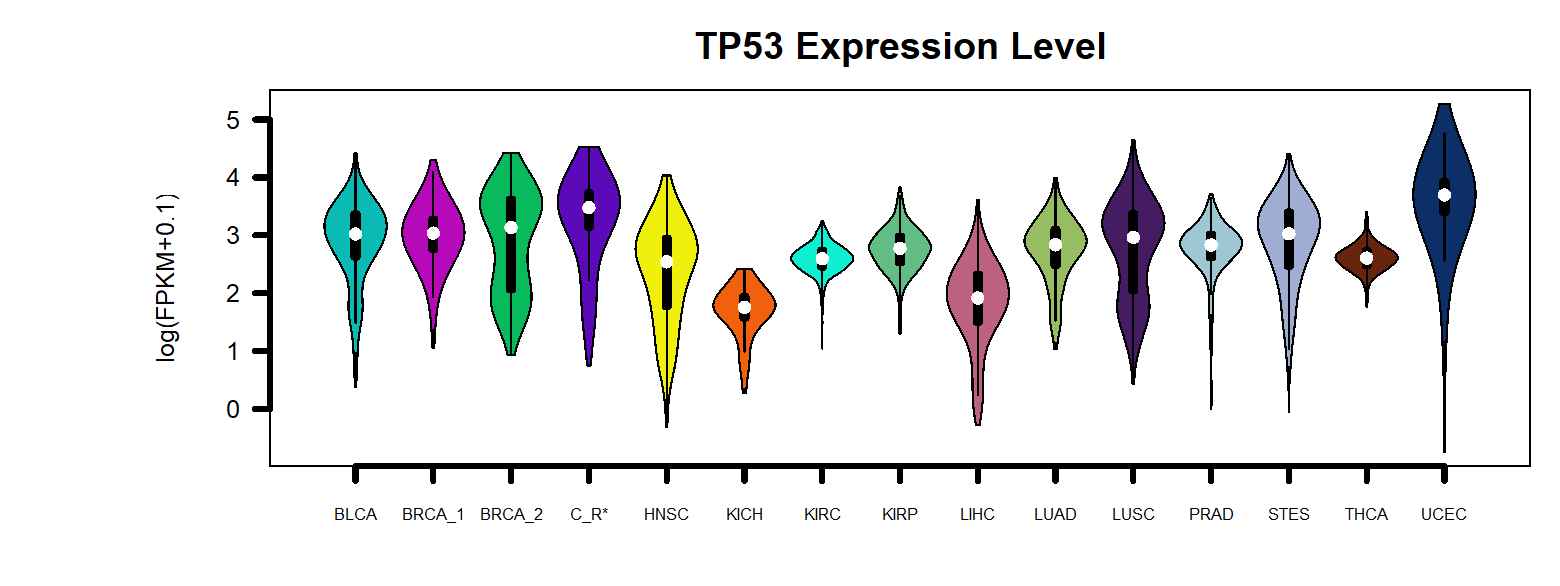 TP53 Expression Level
log(FPKM+0.1)
5
4
3
2
1
0
BLCA BRCA_1 BRCA_2 C_R* HNSC KICH KIRC KIRP LIHC LUAD LUSC PRAD STES THCA UCEC